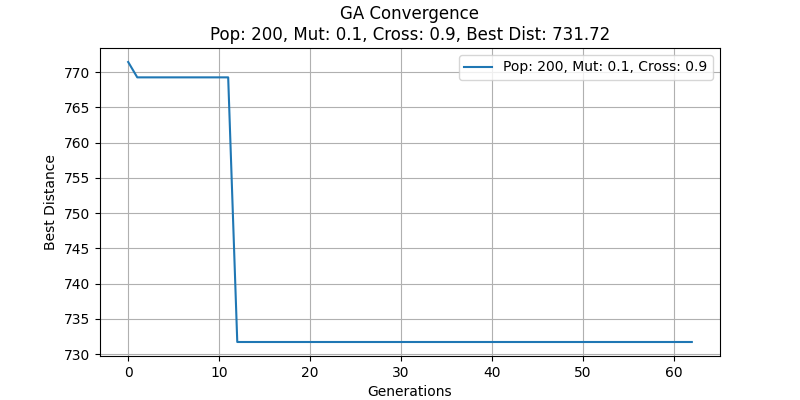 GA Convergence
Pop: 200, Mut: 0.1, Cross: 0.9, Best Dist: 731.72
Pop: 200, Mut: 0.1, Cross: 0.9
Best Distance
770
765
760
755
750
745
740
735
730
0 10 20 30 40 50 60
Generations